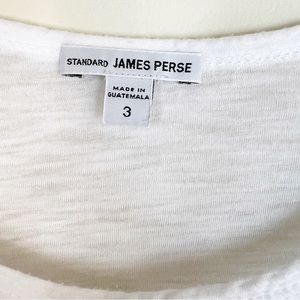 STANDARD JAMES PERSE
MADE IN
GUATEMALA
3